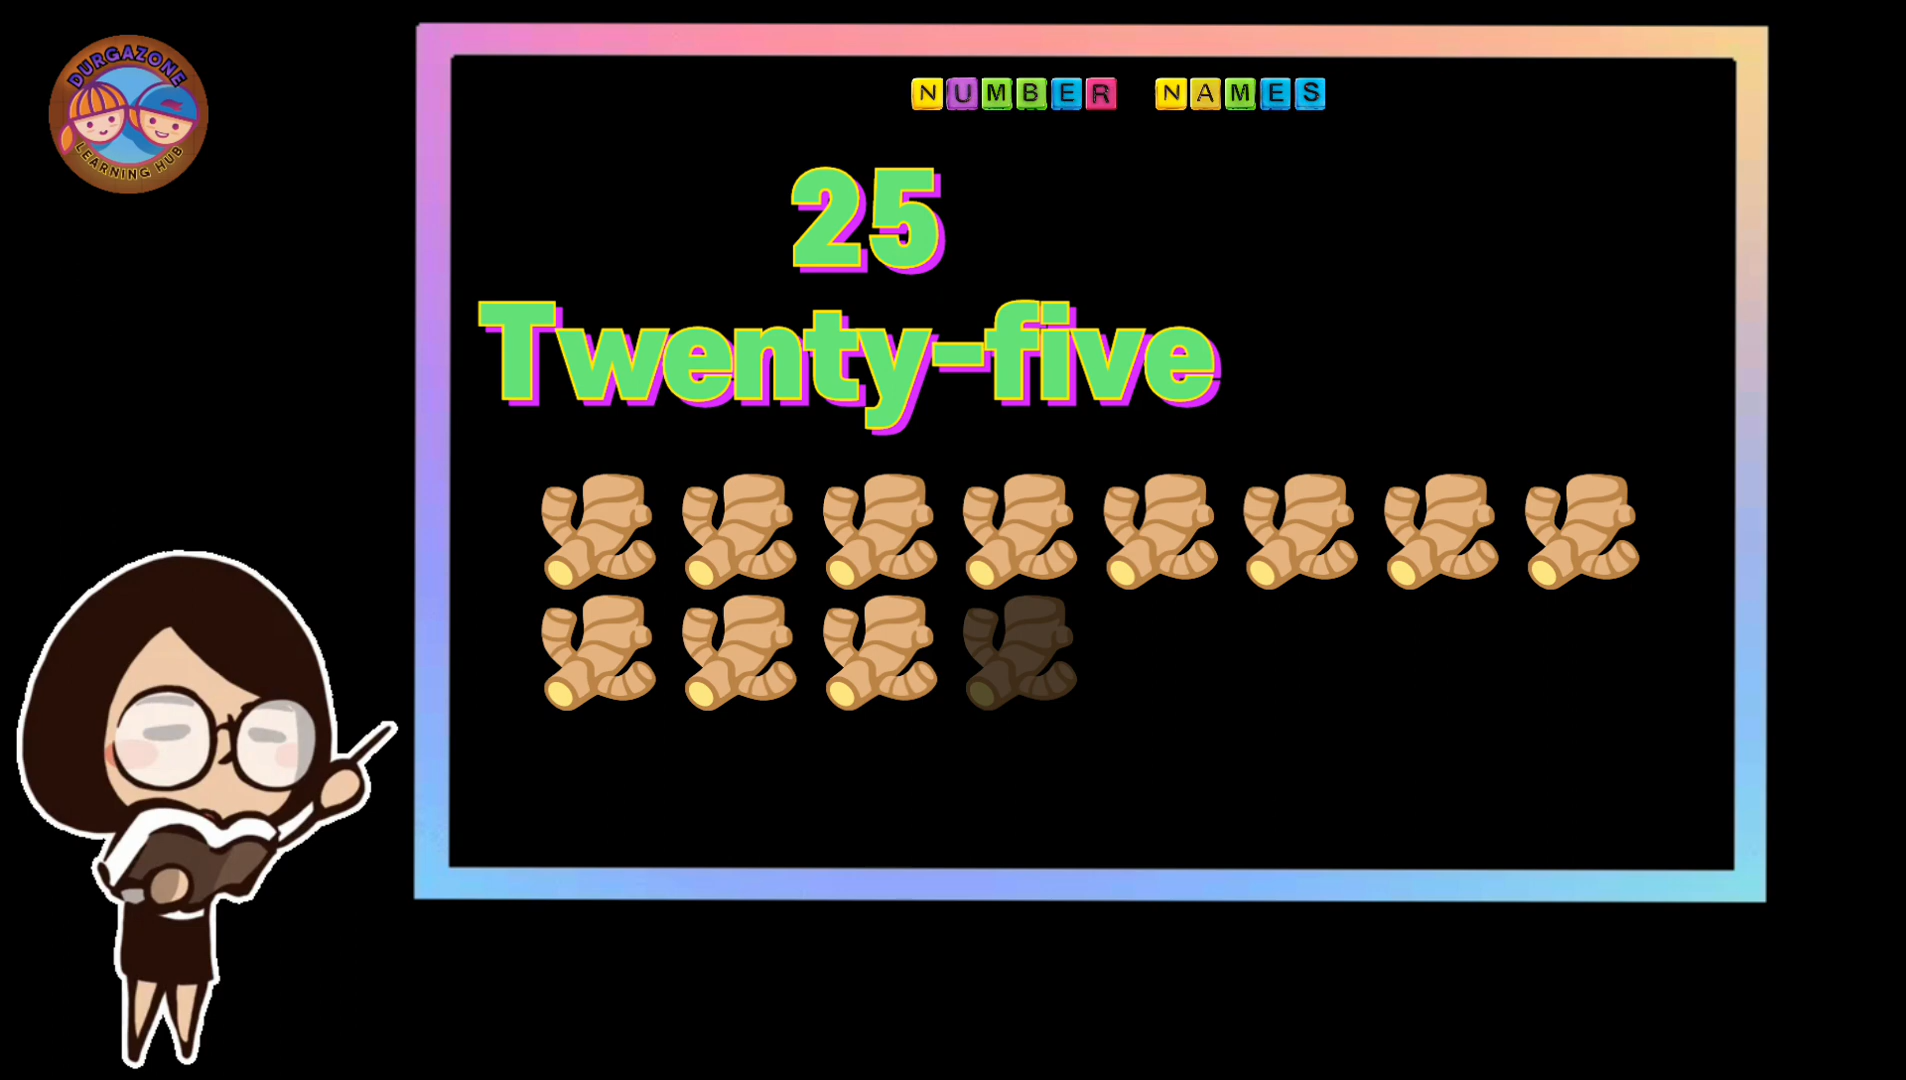 DURGAZONE
LEARNING HUB
NUMBER NAMES
25
Twenty-five